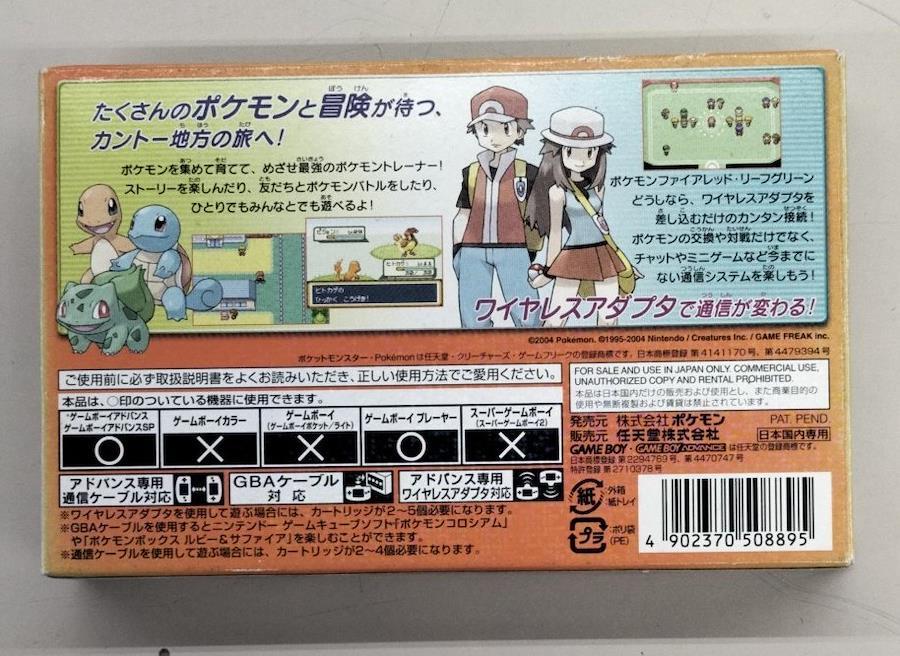 たくさんのポケモンと冒険が待つ、
カントー地方の旅へ！
ポケモンを集めて育てて、めざせ最強のポケモントレーナー！
ストーリーを楽しんだり、友だちとポケモンバトルをしたり、
ひとりでもみんなとでも遊べるよ！
ヒトカゲの
ひっかく こうげき！
ポケモンファイアレッド・リーフグリーン
どうしなら、ワイヤレスアダプタを
差し込むだけのカンタン接続！
ポケモンの交換や対戦だけでなく、
チャットやミニゲームなど今までに
ない通信システムを楽しもう！
ワイヤレスアダプタで通信が変わる！
©2004 Pokémon. ©1995-2004 Nintendo / Creatures Inc. / GAME FREAK inc.
ポケットモンスター・Pokémonは任天堂・クリーチャーズ・ゲームフリークの登録商標です。日本商標登録 第4141170号、第4479394号
ご使用前に必ず取扱説明書をよくお読みいただき、正しい使用方法でご愛用ください。
本品は、○印のついている機器に使用できます。
*ゲームボーイアドバンス
ゲームボーイアドバンスSP
○
ゲームボーイカラー
×
ゲームボーイ
(ゲームボーイポケット/ライト)
×
ゲームボーイ プレーヤー
○
スーパーゲームボーイ
(スーパーゲームボーイ2)
×
アドバンス専用
通信ケーブル対応
GBAケーブル
対 応
アドバンス専用
ワイヤレスアダプタ対応
※ワイヤレスアダプタを使用して遊ぶ場合には、カートリッジが2～5個必要になります。
※GBAケーブルを使用するとニンテンドー ゲームキューブソフト「ポケモンコロシアム」
や「ポケモンボックス ルビー&サファイア」を楽しむことができます。
※通信ケーブルを使用して遊ぶ場合には、カートリッジが2～4個必要になります。
FOR SALE AND USE IN JAPAN ONLY. COMMERCIAL USE,
UNAUTHORIZED COPY AND RENTAL PROHIBITED.
本品は日本国内だけの販売および使用とし、また商業目的の
使用や無断複製および賃貸は禁止されています。
発売元 株式会社ポケモン
PAT. PEND.
販売元 任天堂株式会社
日本国内専用
GAME BOY・GAME BOY ADVANCE は任天堂の登録商標です。
日本商標登録 第2294769号、第4470747号
特許登録 第2710378号
紙
外箱
紙トレイ
プラ
ポリ袋
(PE)
4 902370 508895